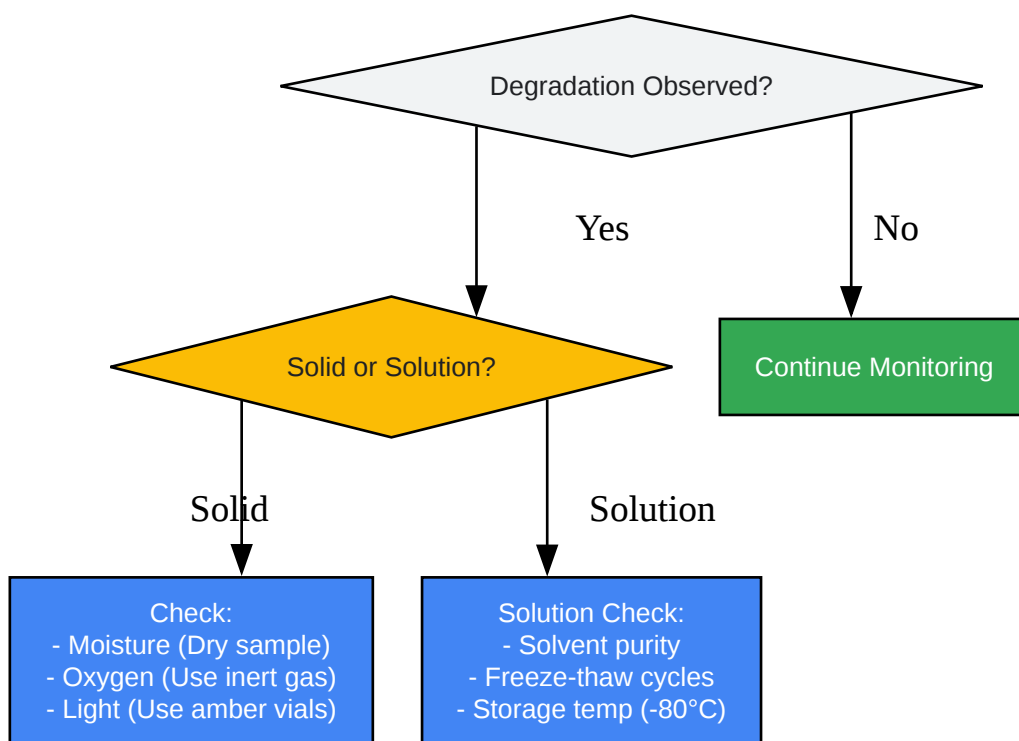 Degradation Observed?
Yes
No
Solid or Solution?
Continue Monitoring
Solid
Solution
Check:
- Moisture (Dry sample)
- Oxygen (Use inert gas)
- Light (Use amber vials)
Solution Check:
- Solvent purity
- Freeze-thaw cycles
- Storage temp (-80°C)